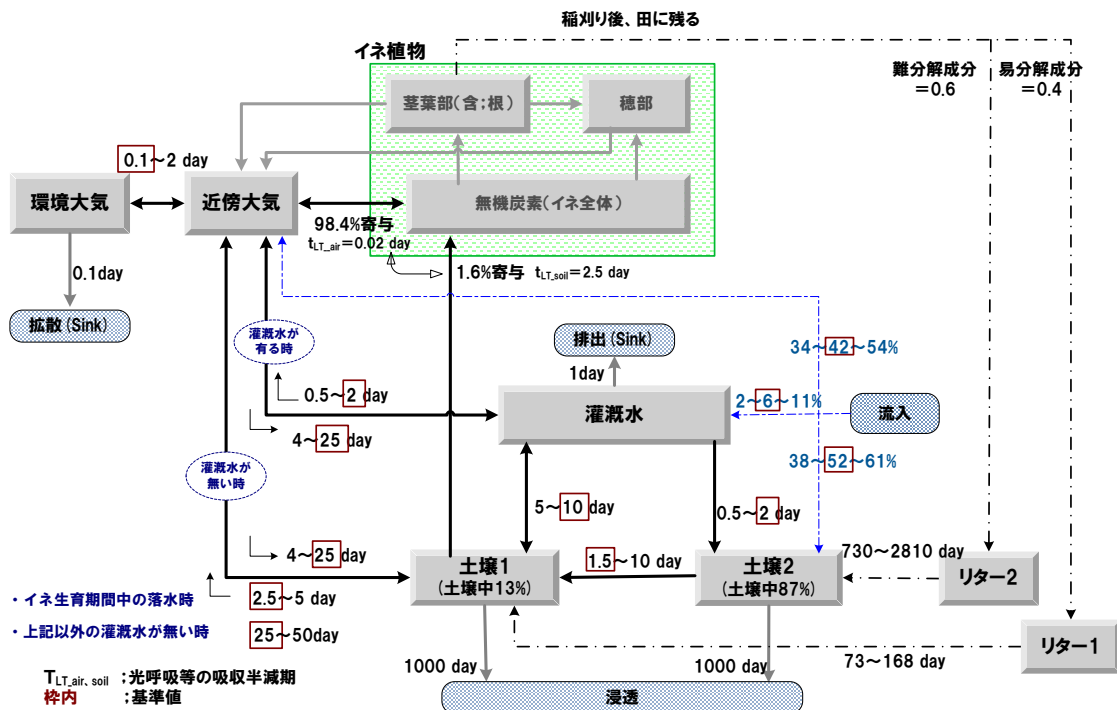 稲刈り後、田に残る
イネ植物
難分解成分
＝0.6
易分解成分
＝0.4
茎葉部(含；根)
穂部
0.1～2 day
環境大気
近傍大気
無機炭素(イネ全体)
98.4%寄与
tLT_air＝0.02 day
1.6%寄与 tLT_soil＝2.5 day
0.1day
拡散(Sink)
灌漑水が
有る時
排出(Sink)
34～42～54%
1day
0.5～2 day
灌漑水
2～6～11%
流入
4～25 day
灌漑水が
無い時
38～52～61%
5～10 day
0.5～2 day
4～25 day
土壌1
(土壌中13%)
1.5～10 day
土壌2
(土壌中87%)
730～2810 day
リター2
・イネ生育期間中の落水時
2.5～5 day
・上記以外の灌漑水が無い時
25～50day
リター1
73～168 day
1000 day
1000 day
TLT_air, soil ：光呼吸等の吸収半減期
枠内 ：基準値
浸透